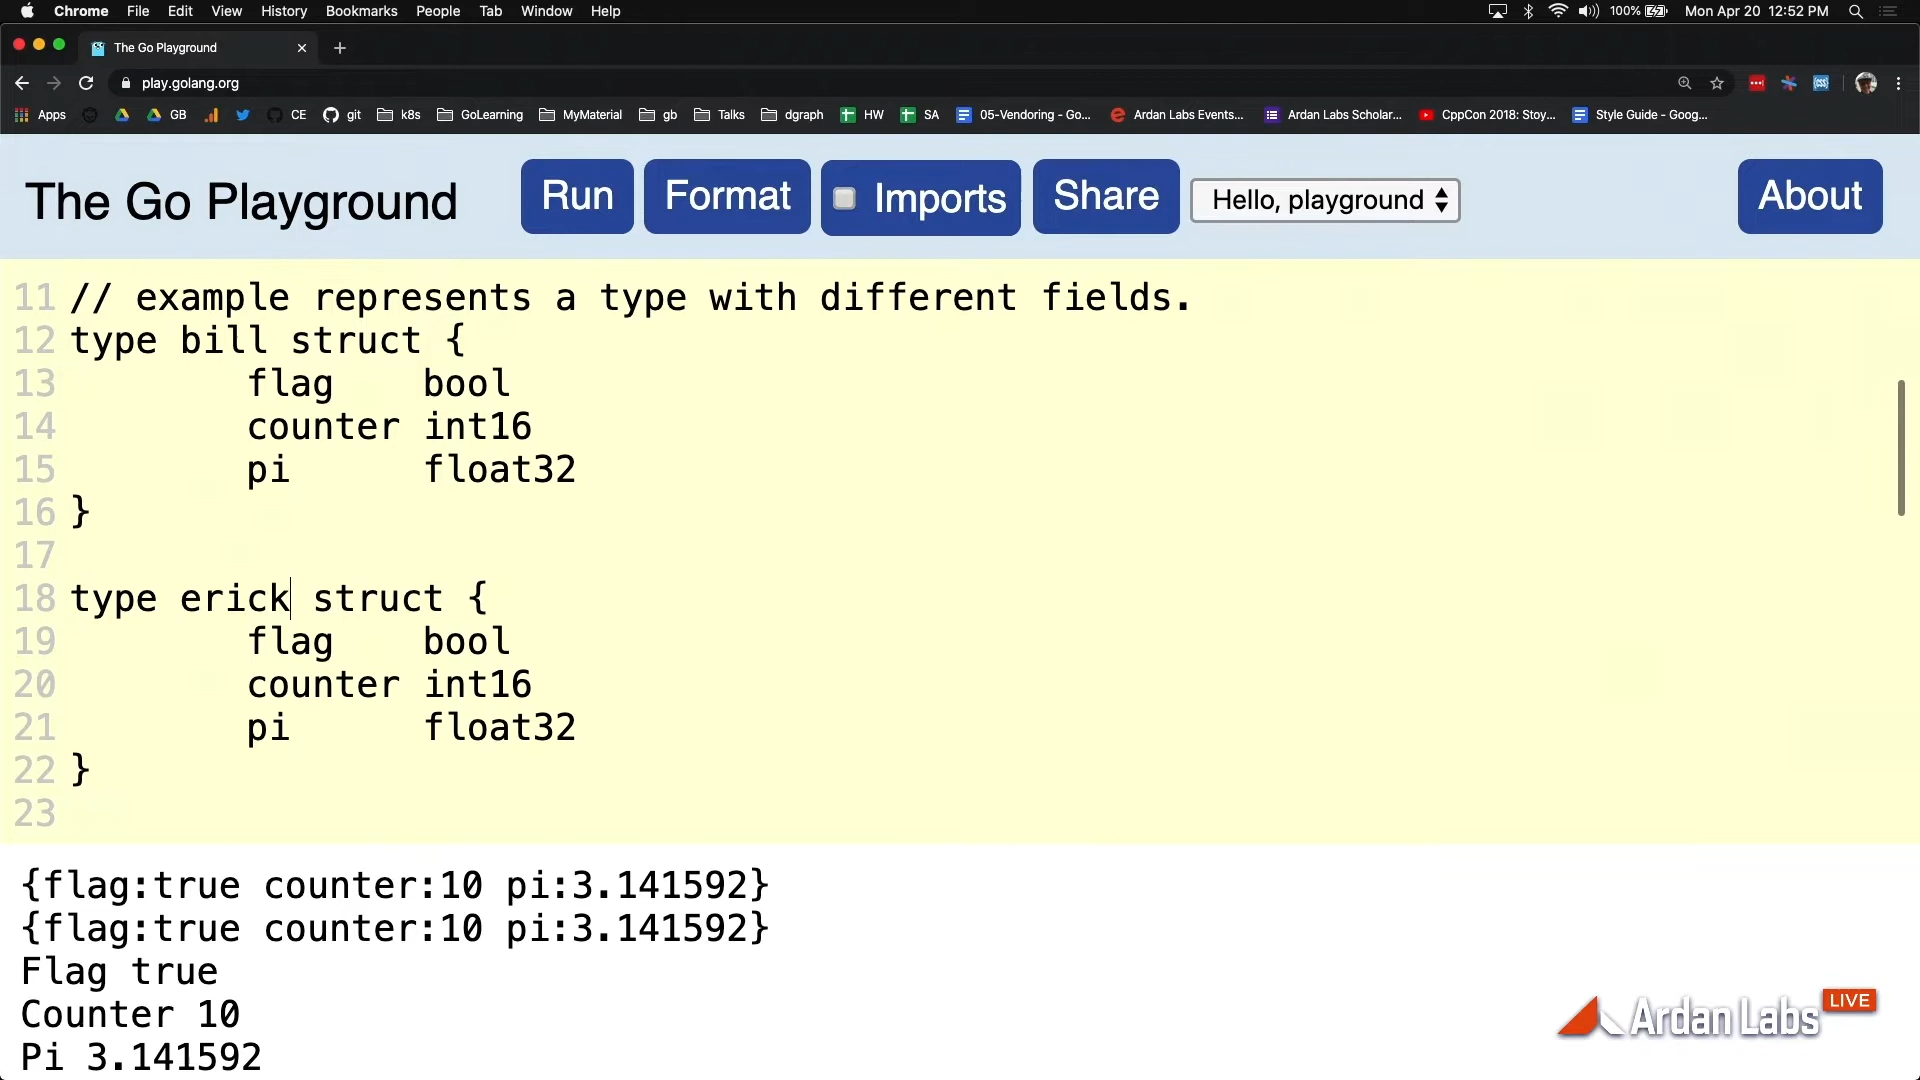 Chrome File Edit View History Bookmarks People Tab Window Help 100% Mon Apr 20 12:52 PM
The Go Playground
play.golang.org
Apps GB CE git k8s GoLearning MyMaterial gb Talks dgraph HW SA 05-Vendoring - Go... Ardan Labs Events... Ardan Labs Scholar... CppCon 2018: Stoy... Style Guide - Goog...
The Go Playground Run Format Imports Share Hello, playground About
11 // example represents a type with different fields.
12 type bill struct {
13 flag bool
14 counter int16
15 pi float32
16 }
17
18 type erick struct {
19 flag bool
20 counter int16
21 pi float32
22 }
23
{flag:true counter:10 pi:3.141592}
{flag:true counter:10 pi:3.141592}
Flag true
Counter 10
Pi 3.141592
Ardan Labs LIVE